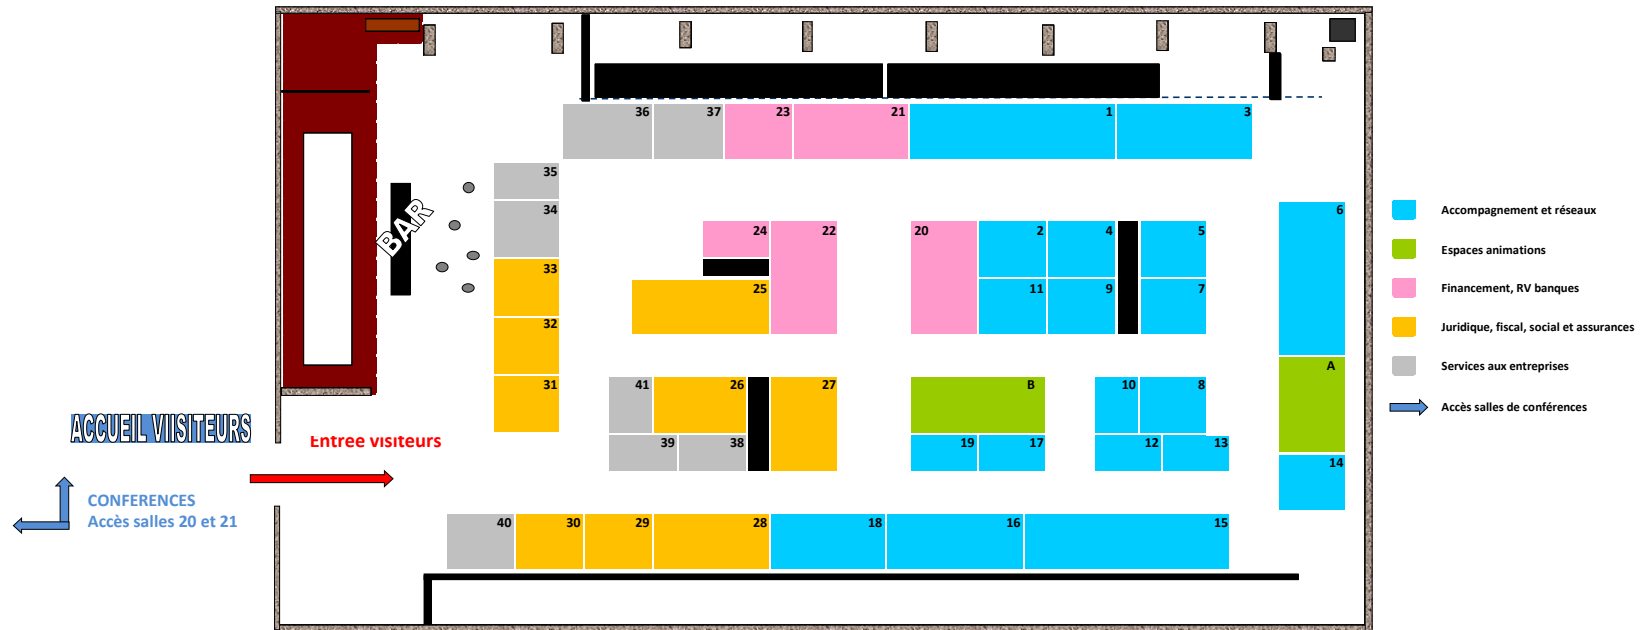 36 37 23 21 1 3
35
34
6
24 22 20 2 4 5
33
25 11 9 7
32
31
41 26 27 B 10 8 A
39 38 19 17 12 13
14
40 30 29 28 18 16 15
BAR
ACCUEIL VIISITEURS
Entrée visiteurs
CONFERENCES
Accès salles 20 et 21
Accompagnement et réseaux
Espaces animations
Financement, RV banques
Juridique, fiscal, social et assurances
Services aux entreprises
Accès salles de conférences